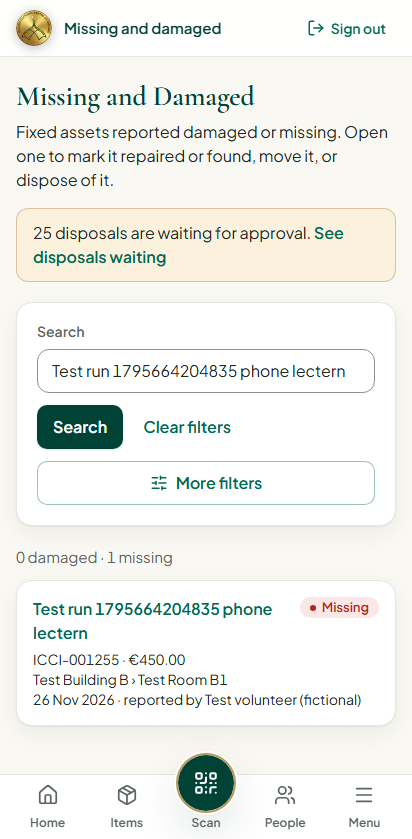 Missing and damaged
Sign out
Missing and Damaged
Fixed assets reported damaged or missing. Open
one to mark it repaired or found, move it, or
dispose of it.
25 disposals are waiting for approval. See
disposals waiting
Search
Test run 1795664204835 phone lectern
Search
Clear filters
More filters
0 damaged · 1 missing
Test run 1795664204835 phone
lectern
Missing
ICCI-001255 · €450.00
Test Building B › Test Room B1
26 Nov 2026 · reported by Test volunteer (fictional)
Home
Items
Scan
People
Menu